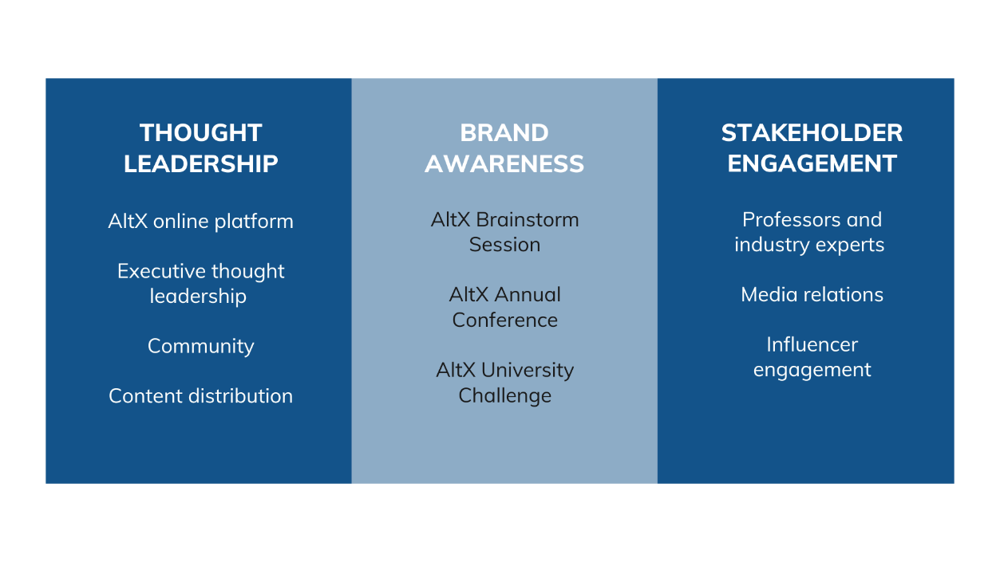 THOUGHT
LEADERSHIP
AltX online platform
Executive thought
leadership
Community
Content distribution
BRAND
AWARENESS
AltX Brainstorm
Session
AltX Annual
Conference
AltX University
Challenge
STAKEHOLDER
ENGAGEMENT
Professors and
industry experts
Media relations
Influencer
engagement